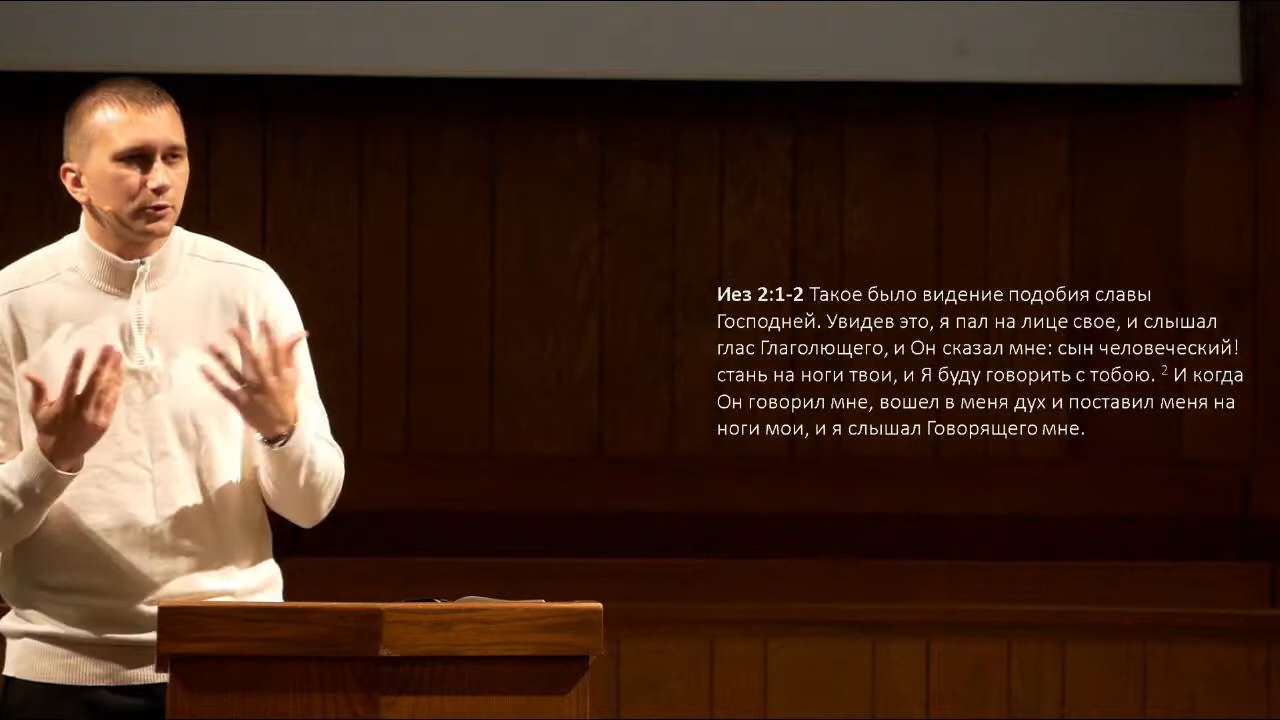 Иез 2:1-2 Такое было видение подобия славы
Господней. Увидев это, я пал на лице свое, и слышал
глас Глаголющего, и Он сказал мне: сын человеческий!
стань на ноги твои, и Я буду говорить с тобою. ² И когда
Он говорил мне, вошел в меня дух и поставил меня на
ноги мои, и я слышал Говорящего мне.